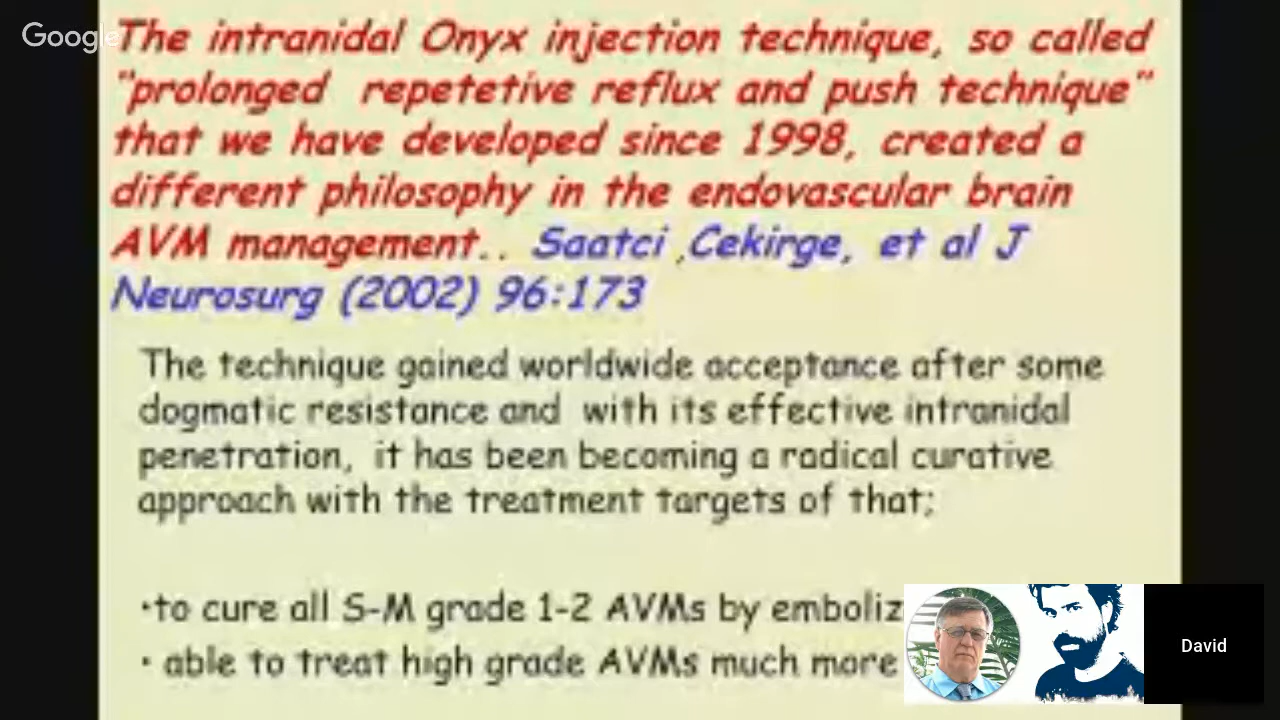 Google
The intranidal Onyx injection technique, so called
"prolonged repetetive reflux and push technique"
that we have developed since 1998, created a
different philosophy in the endovascular brain
AVM management.. Saatci ,Cekirge, et al J
Neurosurg (2002) 96:173
The technique gained worldwide acceptance after some
dogmatic resistance and with its effective intranidal
penetration, it has been becoming a radical curative
approach with the treatment targets of that;
•to cure all S-M grade 1-2 AVMs by emboliz
• able to treat high grade AVMs much more
David